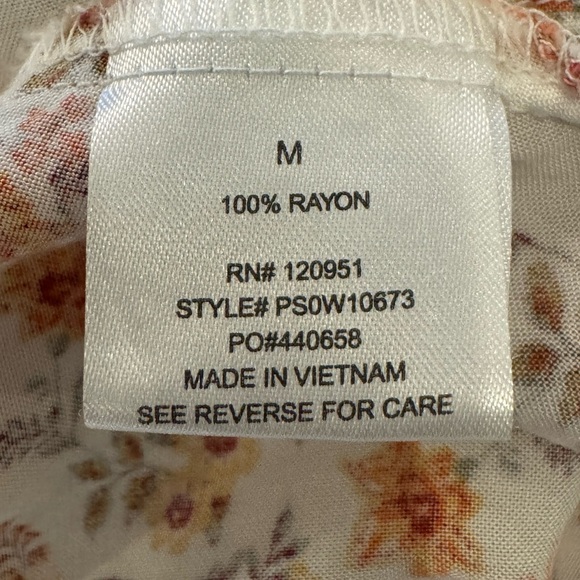 M
100% RAYON
RN# 120951
STYLE# PS0W10673
PO#440658
MADE IN VIETNAM
SEE REVERSE FOR CARE